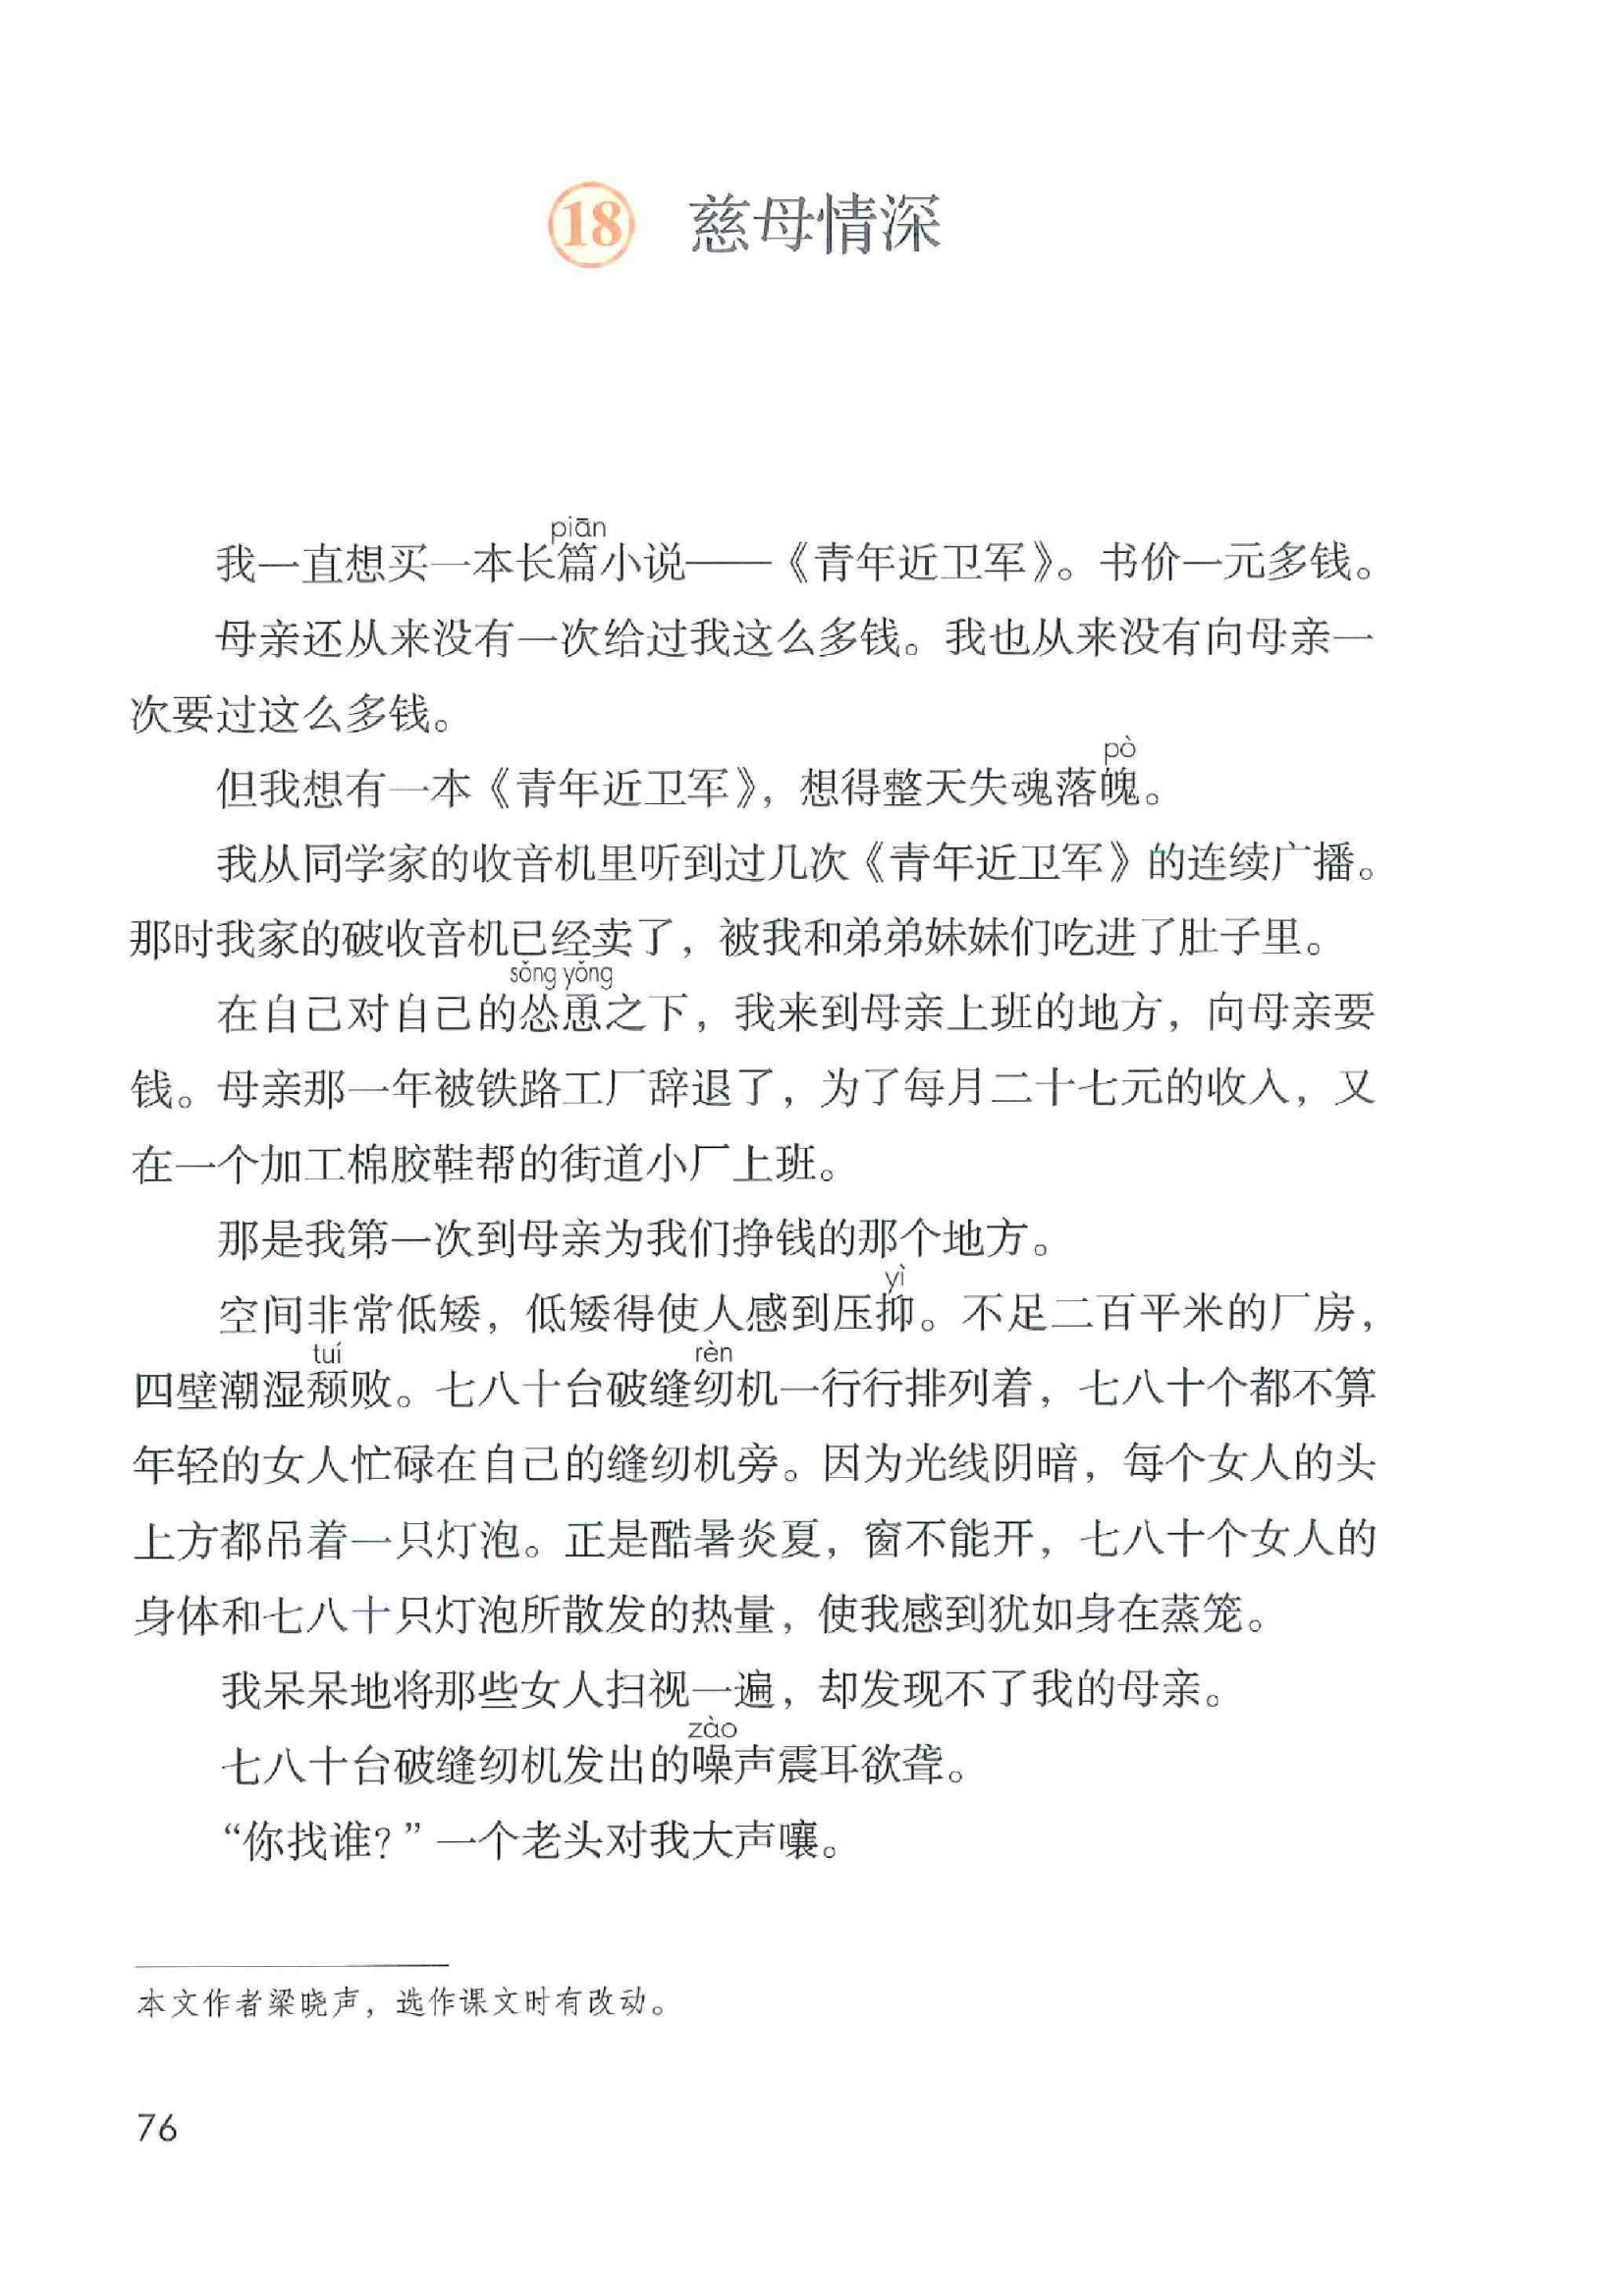 18 慈母情深
piān
我一直想买一本长篇小说——《青年近卫军》。书价一元多钱。
母亲还从来没有一次给过我这么多钱。我也从来没有向母亲一
次要过这么多钱。
pò
但我想有一本《青年近卫军》，想得整天失魂落魄。
我从同学家的收音机里听到过几次《青年近卫军》的连续广播。
那时我家的破收音机已经卖了，被我和弟弟妹妹们吃进了肚子里。
sǒng yǒng
在自己对自己的怂恿之下，我来到母亲上班的地方，向母亲要
钱。母亲那一年被铁路工厂辞退了，为了每月二十七元的收入，又
在一个加工棉胶鞋帮的街道小厂上班。
那是我第一次到母亲为我们挣钱的那个地方。
yì
空间非常低矮，低矮得使人感到压抑。不足二百平米的厂房，
tuí rèn
四壁潮湿颓败。七八十台破缝纫机一行行排列着，七八十个都不算
年轻的女人忙碌在自己的缝纫机旁。因为光线阴暗，每个女人的头
上方都吊着一只灯泡。正是酷暑炎夏，窗不能开，七八十个女人的
身体和七八十只灯泡所散发的热量，使我感到犹如身在蒸笼。
我呆呆地将那些女人扫视一遍，却发现不了我的母亲。
zào
七八十台破缝纫机发出的噪声震耳欲聋。
“你找谁？”一个老头对我大声嚷。
本文作者梁晓声，选作课文时有改动。
76